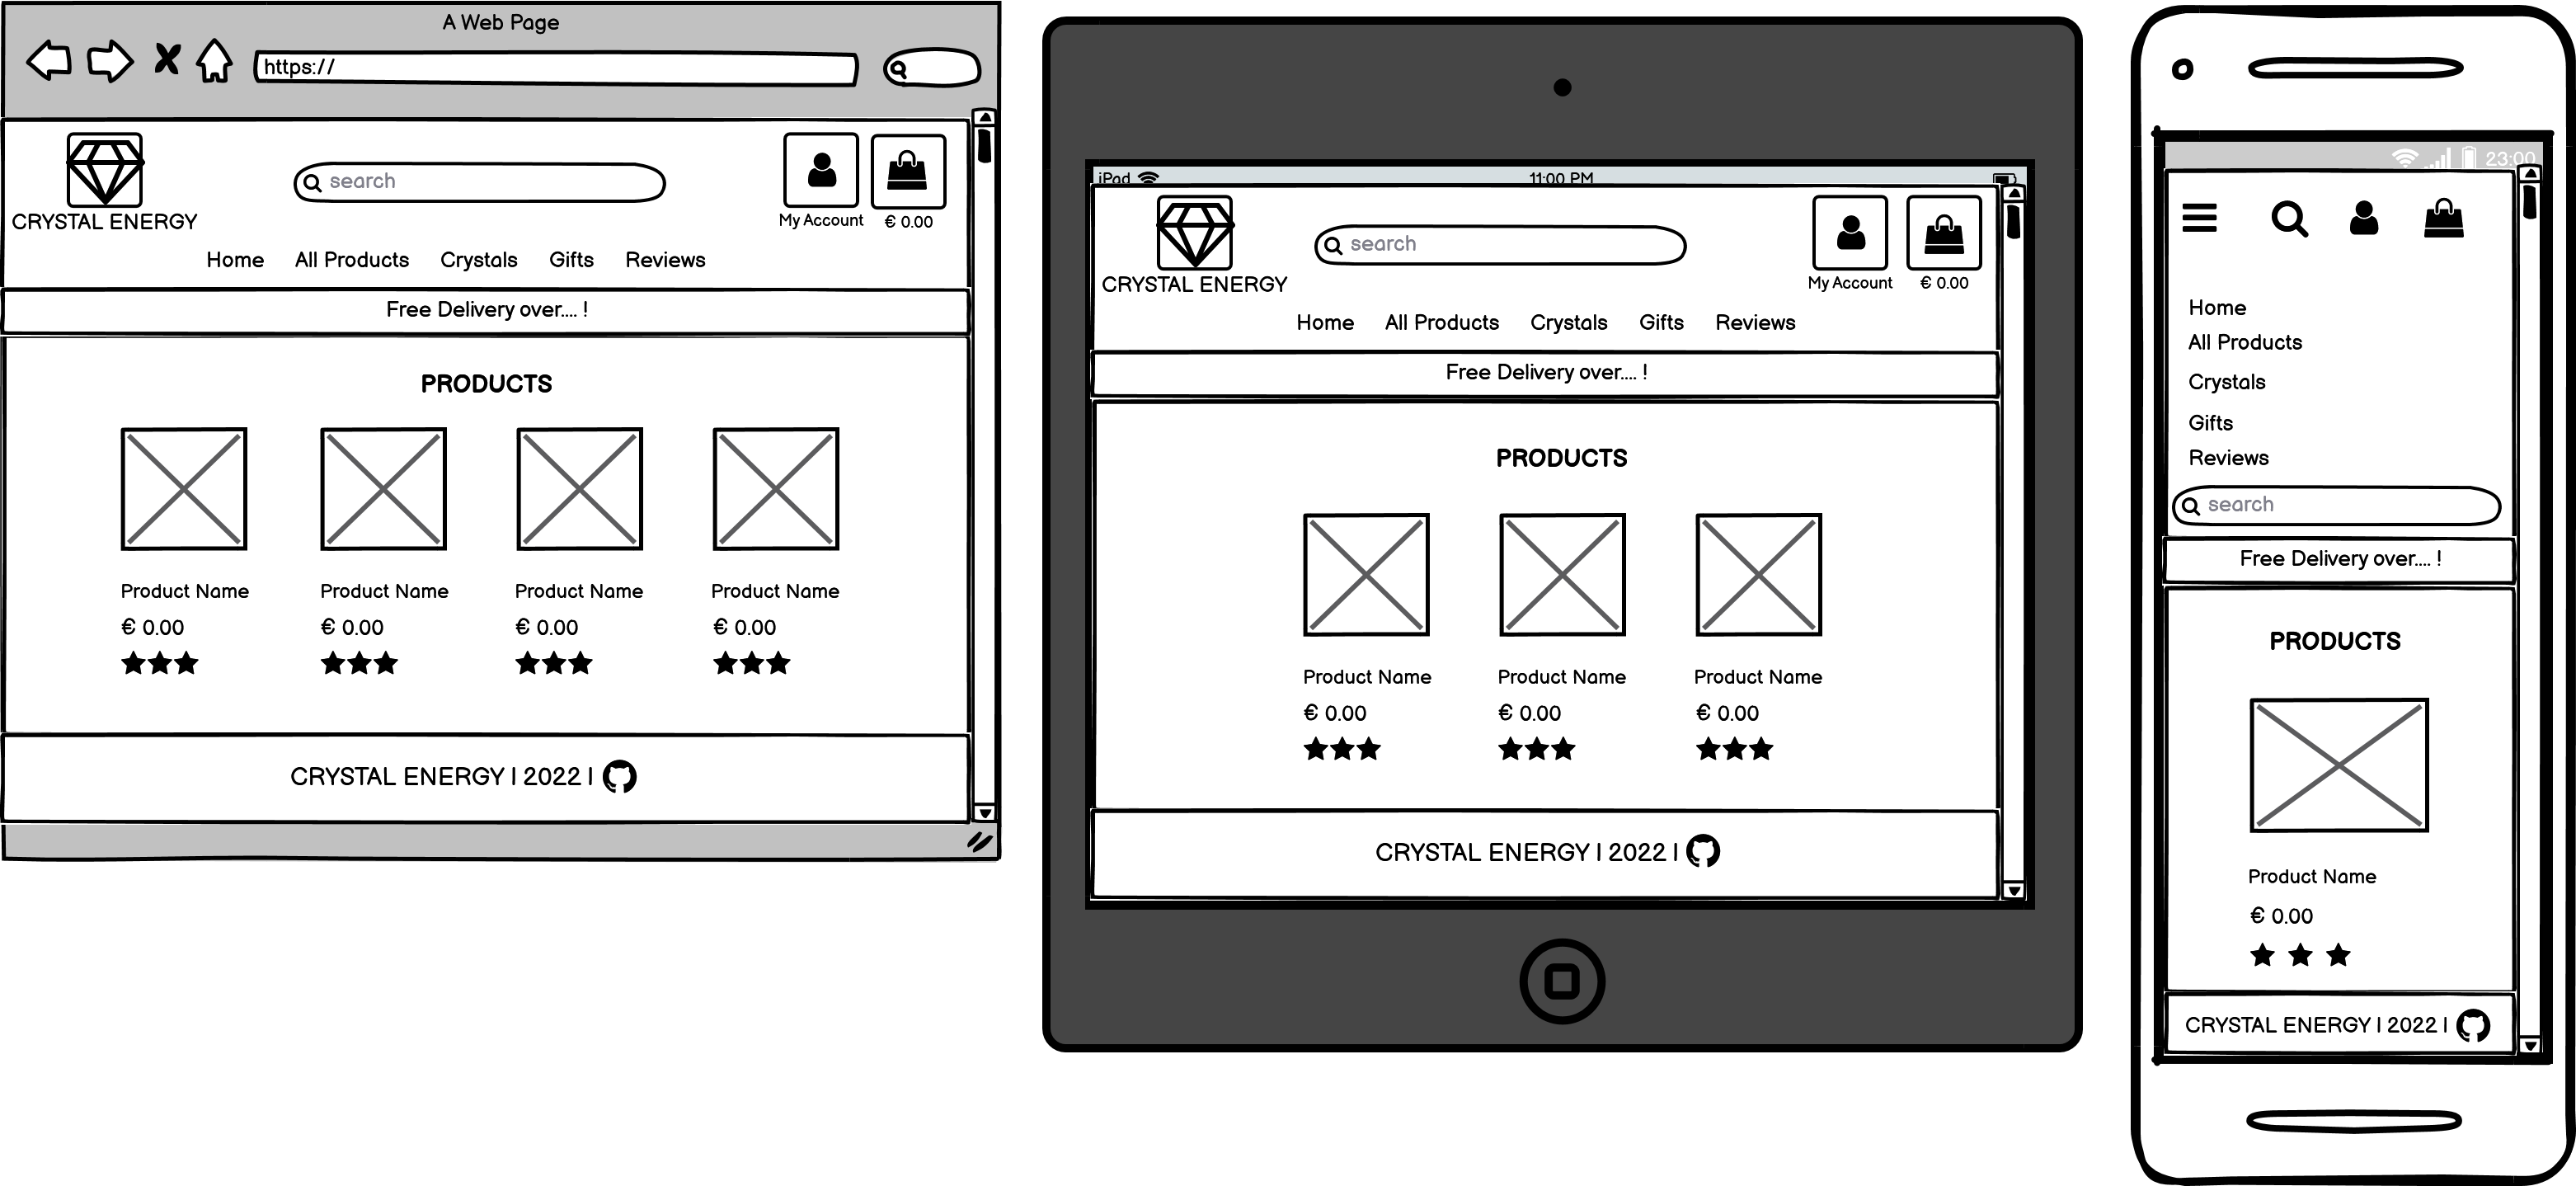 A Web Page
https://
search
CRYSTAL ENERGY
My Account
€ 0.00
Home All Products Crystals Gifts Reviews
Free Delivery over.... !
PRODUCTS
Product Name Product Name Product Name Product Name
€ 0.00 € 0.00 € 0.00 € 0.00
CRYSTAL ENERGY | 2022 |
iPad 11:00 PM
search
CRYSTAL ENERGY
My Account
€ 0.00
Home All Products Crystals Gifts Reviews
Free Delivery over.... !
PRODUCTS
Product Name Product Name Product Name
€ 0.00 € 0.00 € 0.00
CRYSTAL ENERGY | 2022 |
23:00
Home
All Products
Crystals
Gifts
Reviews
search
Free Delivery over.... !
PRODUCTS
Product Name
€ 0.00
CRYSTAL ENERGY | 2022 |